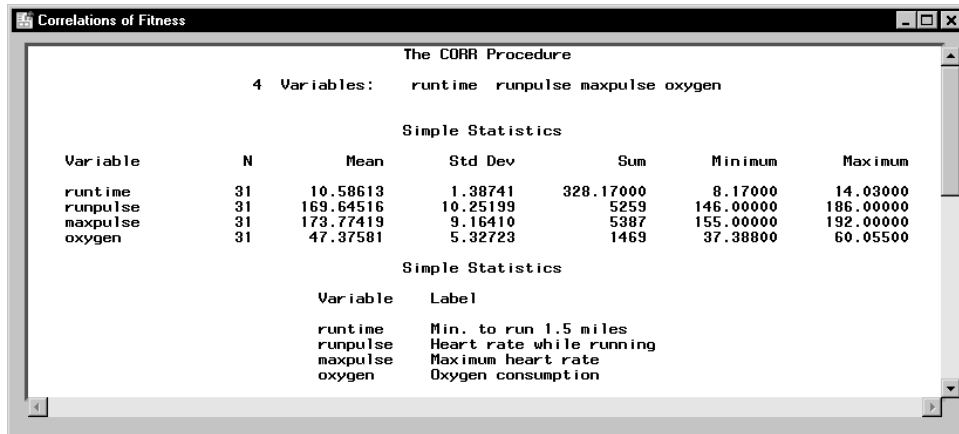 Correlations of Fitness
The CORR Procedure
4 Variables: runtime runpulse maxpulse oxygen
Simple Statistics
Variable N Mean Std Dev Sum Minimum Maximum
runtime 31 10.58613 1.38741 328.17000 8.17000 14.03000
runpulse 31 169.64516 10.25199 5259 146.00000 186.00000
maxpulse 31 173.77419 9.16410 5387 155.00000 192.00000
oxygen 31 47.37581 5.32723 1469 37.38800 60.05500
Simple Statistics
Variable Label
runtime Min. to run 1.5 miles
runpulse Heart rate while running
maxpulse Maximum heart rate
oxygen Oxygen consumption